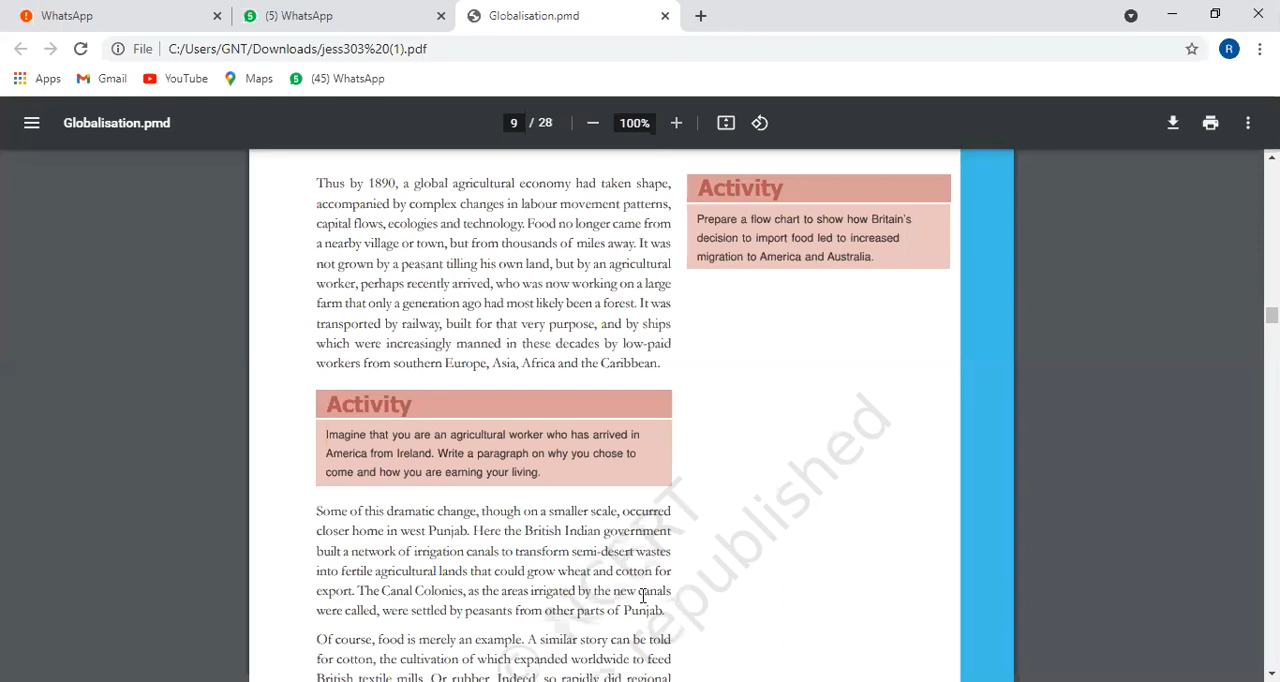 WhatsApp
(5) WhatsApp
Globalisation.pmd
File C:/Users/GNT/Downloads/jess303%20(1).pdf
R
Apps
Gmail
YouTube
Maps
(45) WhatsApp
Globalisation.pmd
9 / 28
100%
Thus by 1890, a global agricultural economy had taken shape,
accompanied by complex changes in labour movement patterns,
capital flows, ecologies and technology. Food no longer came from
a nearby village or town, but from thousands of miles away. It was
not grown by a peasant tilling his own land, but by an agricultural
worker, perhaps recently arrived, who was now working on a large
farm that only a generation ago had most likely been a forest. It was
transported by railway, built for that very purpose, and by ships
which were increasingly manned in these decades by low-paid
workers from southern Europe, Asia, Africa and the Caribbean.
Activity
Imagine that you are an agricultural worker who has arrived in
America from Ireland. Write a paragraph on why you chose to
come and how you are earning your living.
Some of this dramatic change, though on a smaller scale, occurred
closer home in west Punjab. Here the British Indian government
built a network of irrigation canals to transform semi-desert wastes
into fertile agricultural lands that could grow wheat and cotton for
export. The Canal Colonies, as the areas irrigated by the new canals
were called, were settled by peasants from other parts of Punjab.
Of course, food is merely an example. A similar story can be told
for cotton, the cultivation of which expanded worldwide to feed
British textile mills. Or rubber. Indeed, so rapidly did regional
Activity
Prepare a flow chart to show how Britain's
decision to import food led to increased
migration to America and Australia.
© NCERT
republished